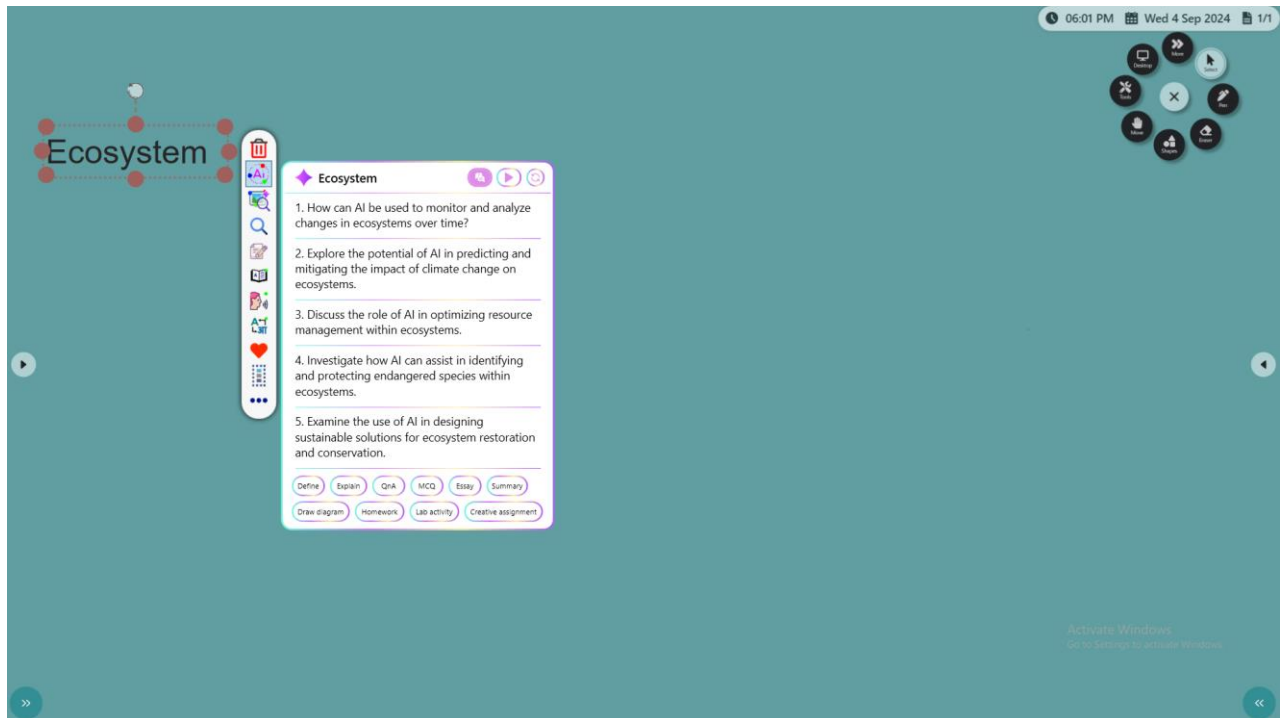 06:01 PM Wed 4 Sep 2024 1/1
More
Desktop
Select
Tools
Pen
Move
Eraser
Shapes
Ecosystem
Ai
Ecosystem
1. How can AI be used to monitor and analyze
changes in ecosystems over time?
2. Explore the potential of AI in predicting and
mitigating the impact of climate change on
ecosystems.
3. Discuss the role of AI in optimizing resource
management within ecosystems.
4. Investigate how AI can assist in identifying
and protecting endangered species within
ecosystems.
5. Examine the use of AI in designing
sustainable solutions for ecosystem restoration
and conservation.
Define Explain QnA MCQ Essay Summary
Draw diagram Homework Lab activity Creative assignment
Activate Windows
Go to Settings to activate Windows.